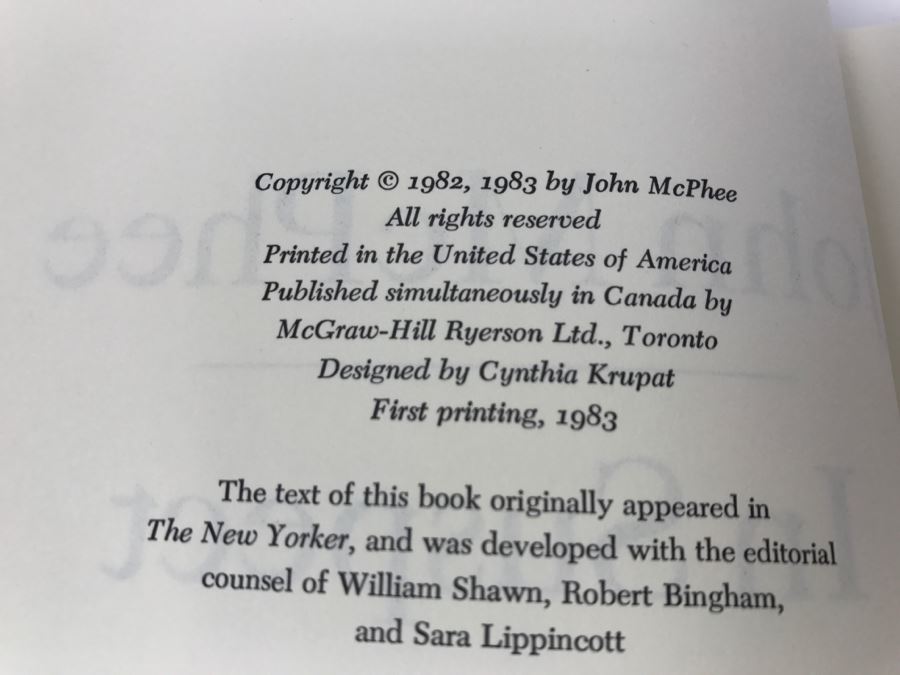 Copyright © 1982, 1983 by John McPhee
All rights reserved
Printed in the United States of America
Published simultaneously in Canada by
McGraw-Hill Ryerson Ltd., Toronto
Designed by Cynthia Krupat
First printing, 1983
The text of this book originally appeared in
The New Yorker, and was developed with the editorial
counsel of William Shawn, Robert Bingham,
and Sara Lippincott